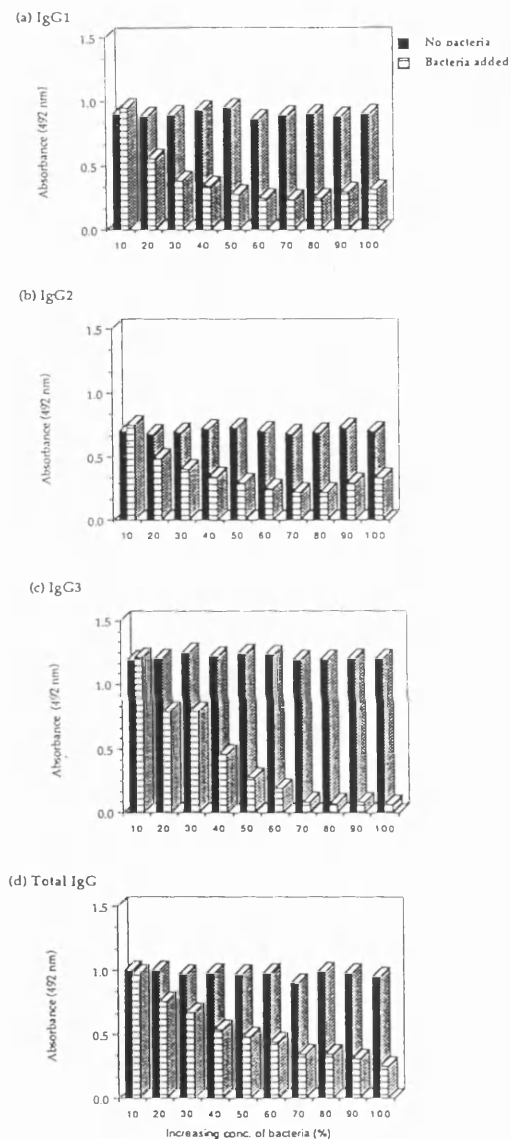 (a) IgG1
No bacteria
Bacteria added
1.5
1.0
0.5
0.0
Absorbance (492 nm)
10 20 30 40 50 60 70 80 90 100
(b) IgG2
1.5
1.0
0.5
0.0
Absorbance (492 nm)
10 20 30 40 50 60 70 80 90 100
(c) IgG3
1.5
1.0
0.5
0.0
Absorbance (492 nm)
10 20 30 40 50 60 70 80 90 100
(d) Total IgG
1.5
1.0
0.5
0.0
Absorbance (492 nm)
10 20 30 40 50 60 70 80 90 100
Increasing conc. of bacteria (%)